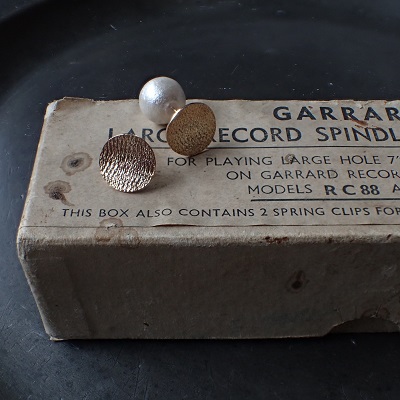 GARRAR
LARGE RECORD SPINDL
FOR PLAYING LARGE HOLE 7"
ON GARRARD RECOR
MODELS RC88 A
THIS BOX ALSO CONTAINS 2 SPRING CLIPS FOR